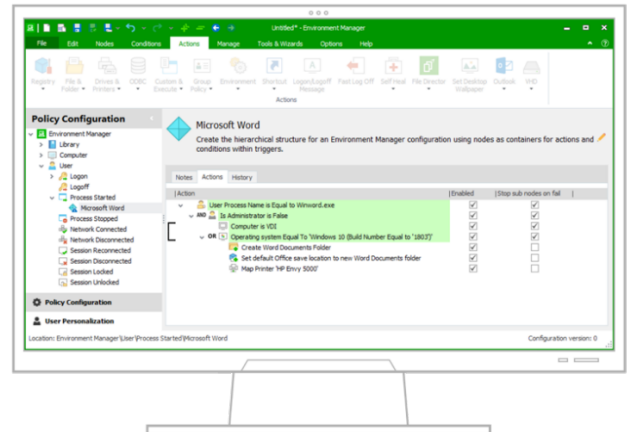 Untitled* - Environment Manager
File Edit Nodes Conditions Actions Manage Tools & Wizards Options Help
Registry File & Folder Drives & Printers ODBC Custom & Execute Group Policy Environment Shortcut Logon/Logoff Message Fast Log Off Self Heal File Director Set Desktop Wallpaper Outlook VHD
Actions
Policy Configuration
Environment Manager
Library
Computer
User
Logon
Logoff
Process Started
Microsoft Word
Process Stopped
Network Connected
Network Disconnected
Session Reconnected
Session Disconnected
Session Locked
Session Unlocked
Policy Configuration
User Personalization
Microsoft Word
Create the hierarchical structure for an Environment Manager configuration using nodes as containers for actions and
conditions within triggers.
Notes Actions History
Action Enabled Stop sub nodes on fail
User Process Name is Equal to Winword.exe
AND Is Administrator is False
Computer is VDI
OR Operating system Equal To 'Windows 10 (Build Number Equal to '1803')'
Create Word Documents Folder
Set default Office save location to new Word Documents folder
Map Printer 'HP Envy 5000'
Location: Environment Manager\User\Process Started\Microsoft Word
Configuration version: 0